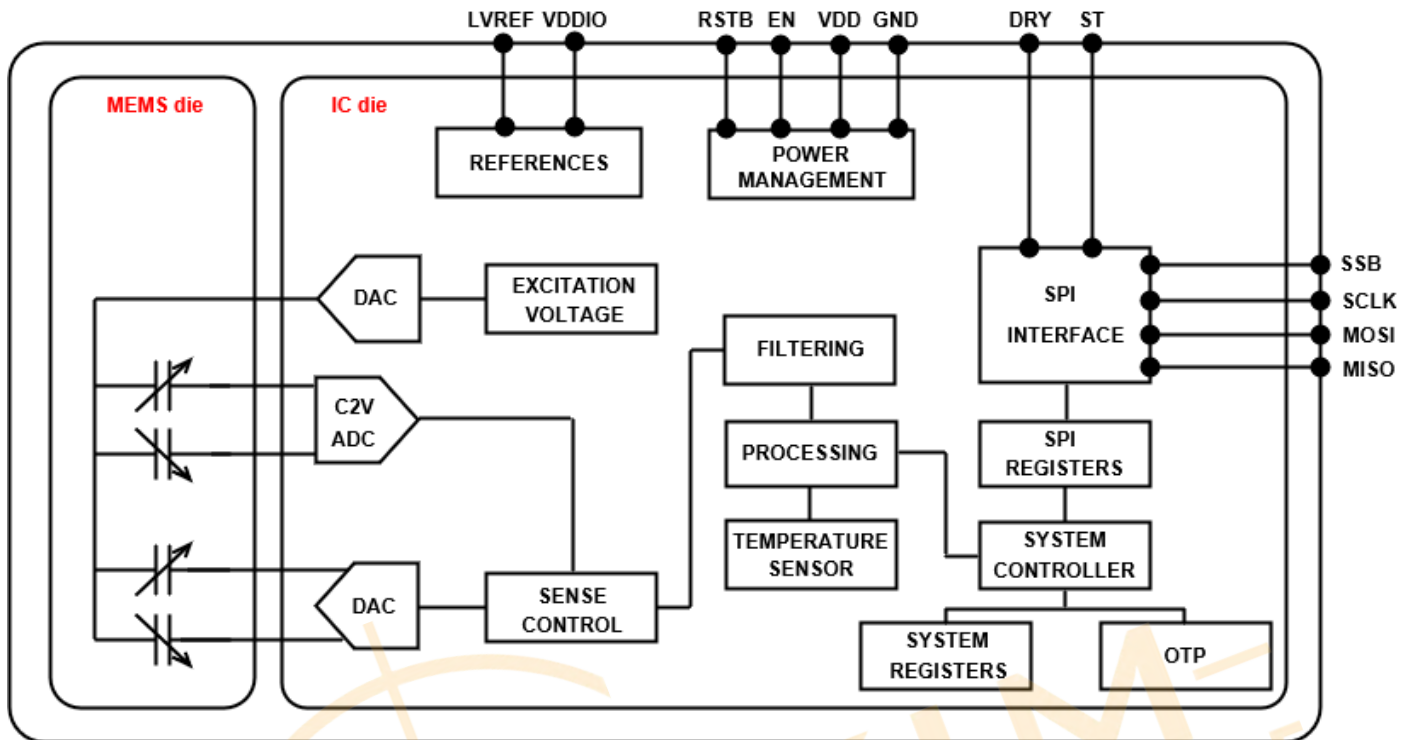 LVREF VDDIO RSTB EN VDD GND DRY ST
MEMS die
IC die
REFERENCES
POWER
MANAGEMENT
DAC
EXCITATION
VOLTAGE
SPI
INTERFACE
SSB
SCLK
MOSI
MISO
C2V
ADC
FILTERING
PROCESSING
SPI
REGISTERS
TEMPERATURE
SENSOR
SYSTEM
CONTROLLER
DAC
SENSE
CONTROL
SYSTEM
REGISTERS
OTP